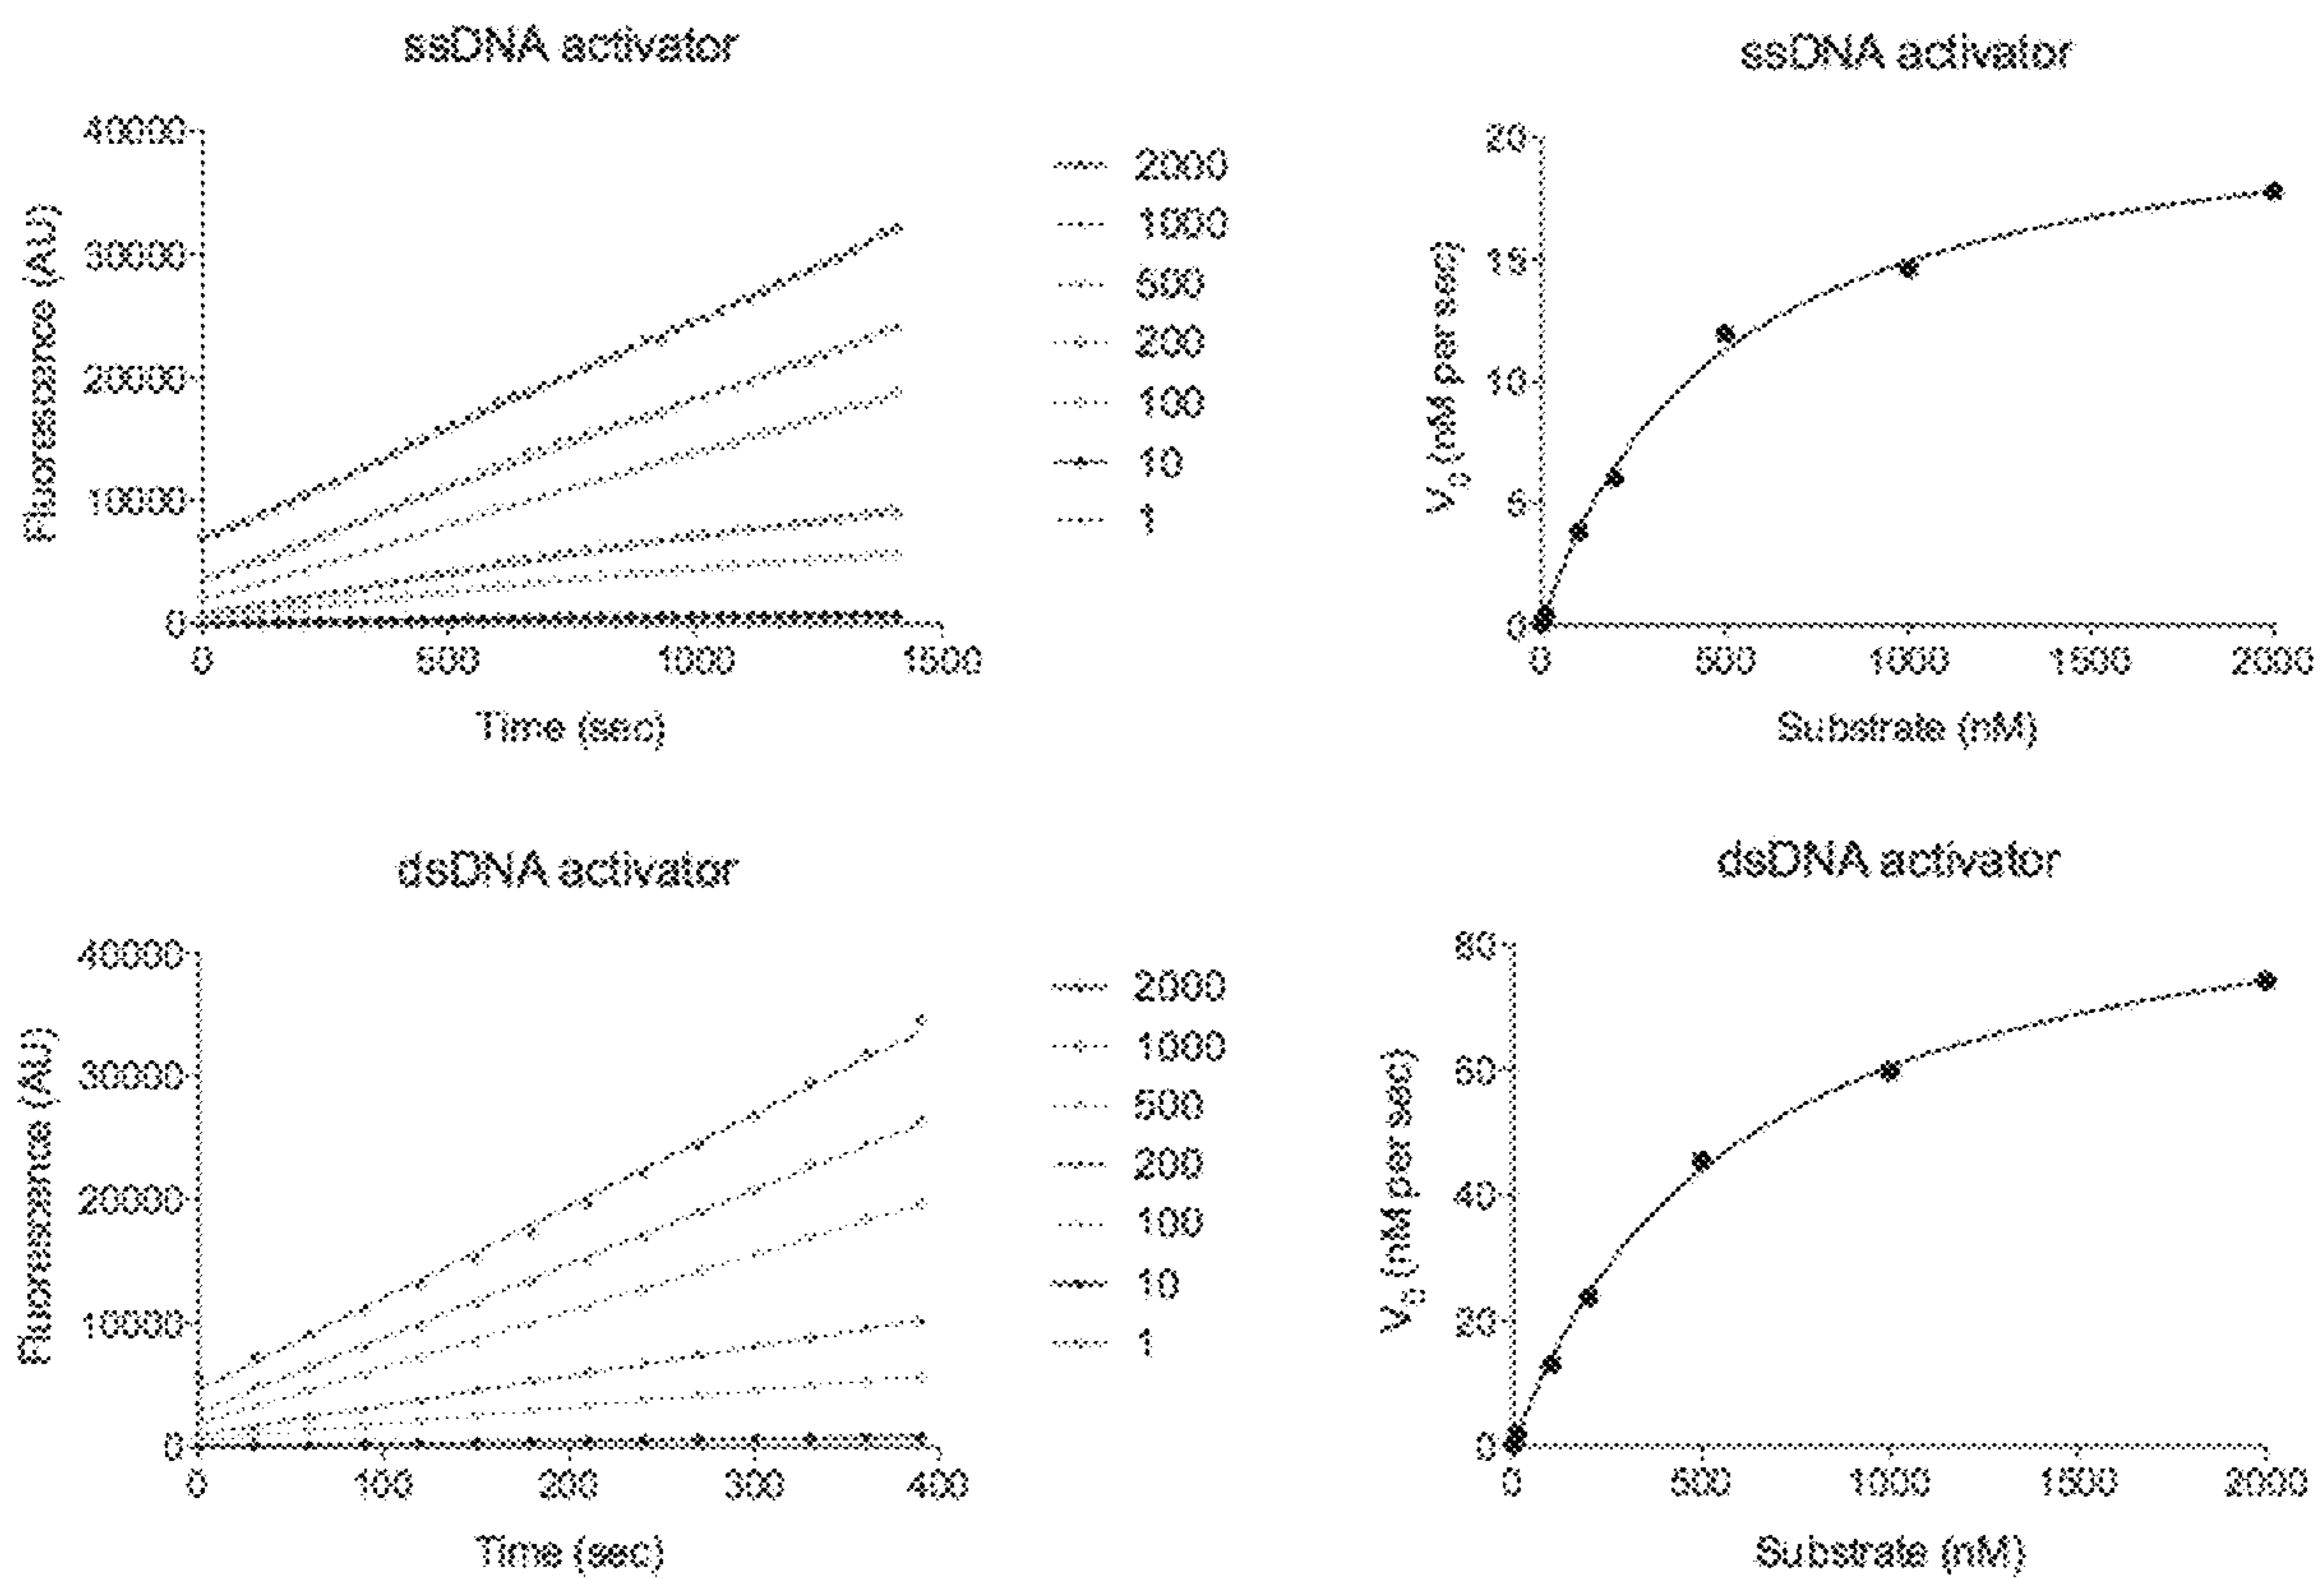 ssDNA activator
40000
30000
20000
10000
0
0 500 1000 1500
Fluorescence (AU)
Time (sec)
2000
1000
500
200
100
10
1
ssDNA activator
20
15
10
5
0
0 500 1000 1500 2000
V0 (nM per sec)
Substrate (nM)
dsDNA activator
40000
30000
20000
10000
0
0 100 200 300 400
Fluorescence (AU)
Time (sec)
2000
1000
500
200
100
10
1
dsDNA activator
80
60
40
20
0
0 500 1000 1500 2000
V0 (nM per sec)
Substrate (nM)